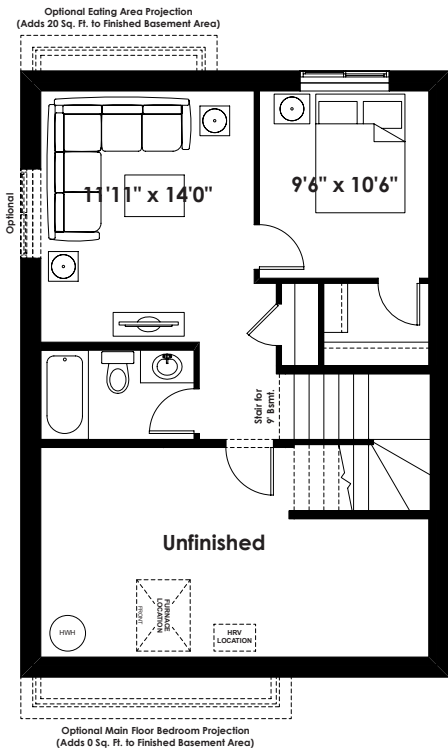 Optional Eating Area Projection
(Adds 20 Sq. Ft. to Finished Basement Area)
Optional
11'11" x 14'0"
9'6" x 10'6"
Stair for
9' Bsmt.
Unfinished
HWH
FURNACE
LOCATION
FRONT
HRV
LOCATION
Optional Main Floor Bedroom Projection
(Adds 0 Sq. Ft. to Finished Basement Area)